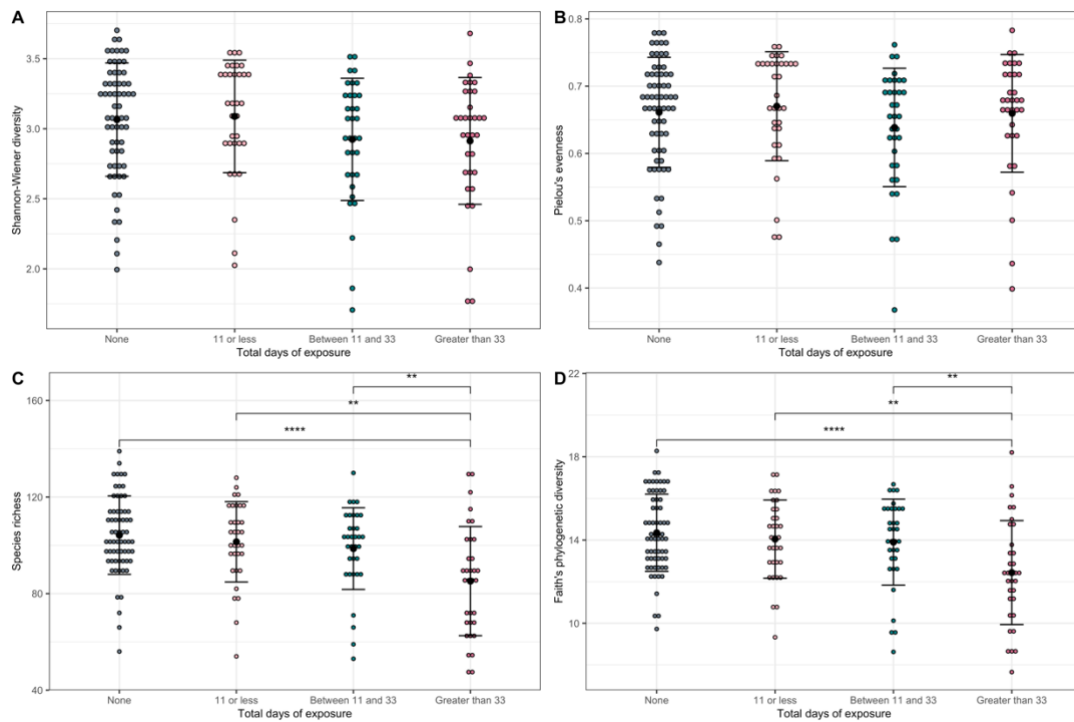 A
Shannon-Wiener diversity
3.5
3.0
2.5
2.0
None
11 or less
Between 11 and 33
Greater than 33
Total days of exposure
B
Pielou's evenness
0.8
0.7
0.6
0.5
0.4
None
11 or less
Between 11 and 33
Greater than 33
Total days of exposure
C
Species richness
160
120
80
40
**
**
****
None
11 or less
Between 11 and 33
Greater than 33
Total days of exposure
D
Faith's phylogenetic diversity
22
18
14
10
**
**
****
None
11 or less
Between 11 and 33
Greater than 33
Total days of exposure